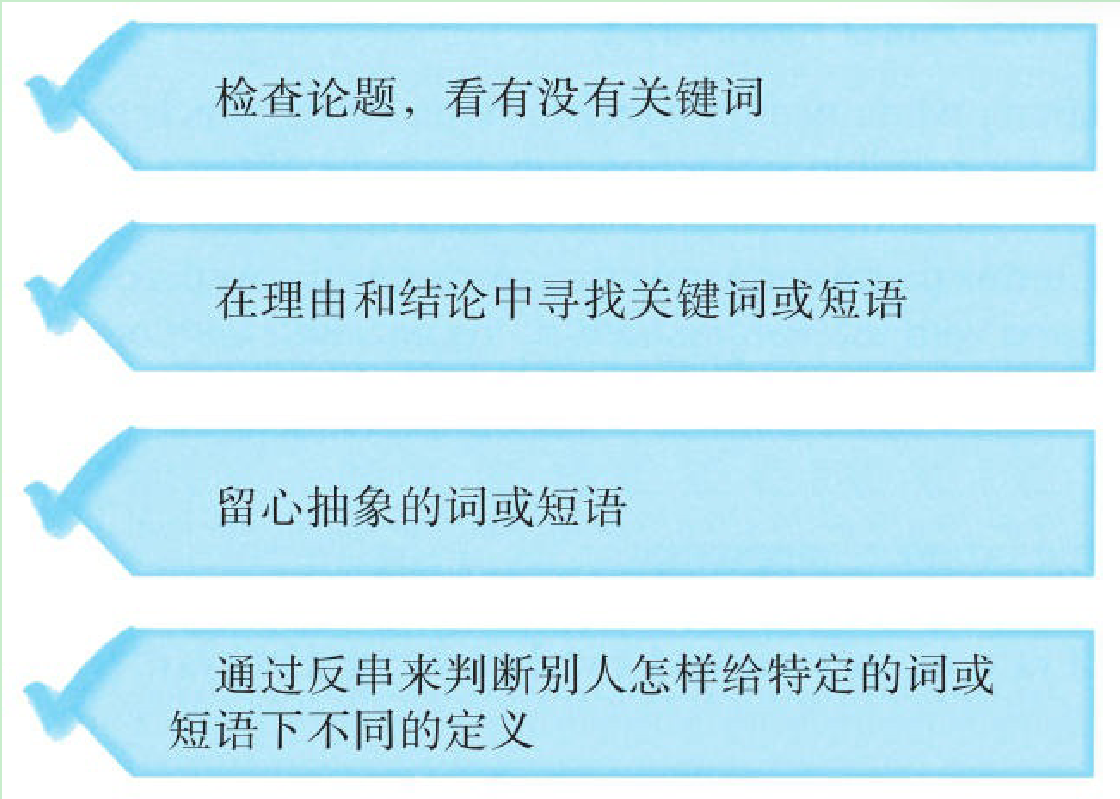 检查论题，看有没有关键词
在理由和结论中寻找关键词或短语
留心抽象的词或短语
通过反串来判断别人怎样给特定的词或
短语下不同的定义